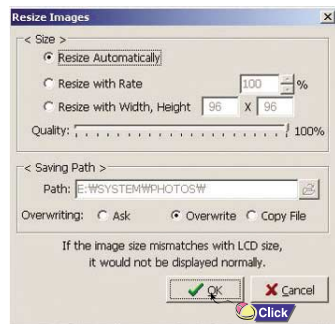 Resize Images
< Size >
Resize Automatically
Resize with Rate 100 %
Resize with Width, Height 96 X 96
Quality: 100%
< Saving Path >
Path: E:₩SYSTEM₩PHOTOS₩
Overwriting: Ask Overwrite Copy File
If the image size mismatches with LCD size,
it would not be displayed normally.
OK Cancel
Click